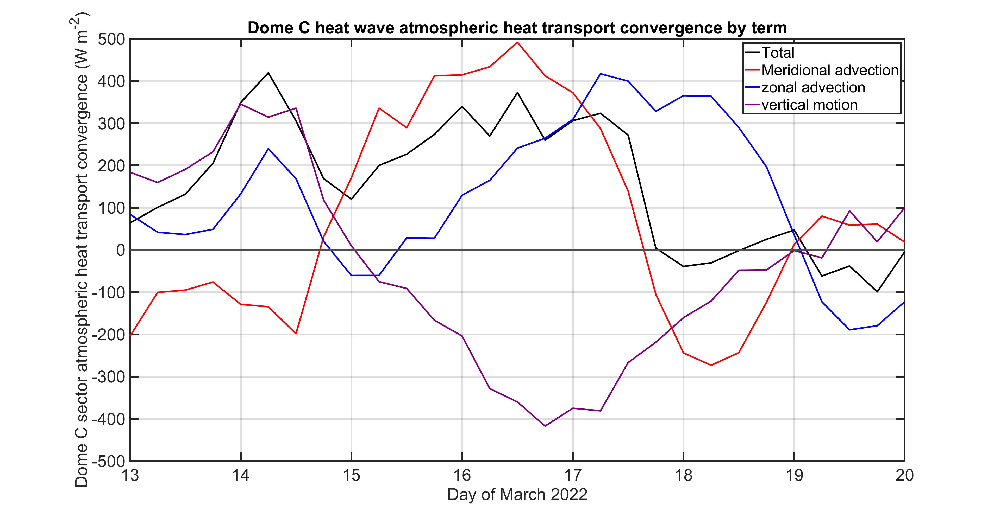 Dome C heat wave atmospheric heat transport convergence by term
Dome C sector atmospheric heat transport convergence (W m-2)
500
400
300
200
100
0
-100
-200
-300
-400
-500
Total
Meridional advection
zonal advection
vertical motion
13 14 15 16 17 18 19 20
Day of March 2022